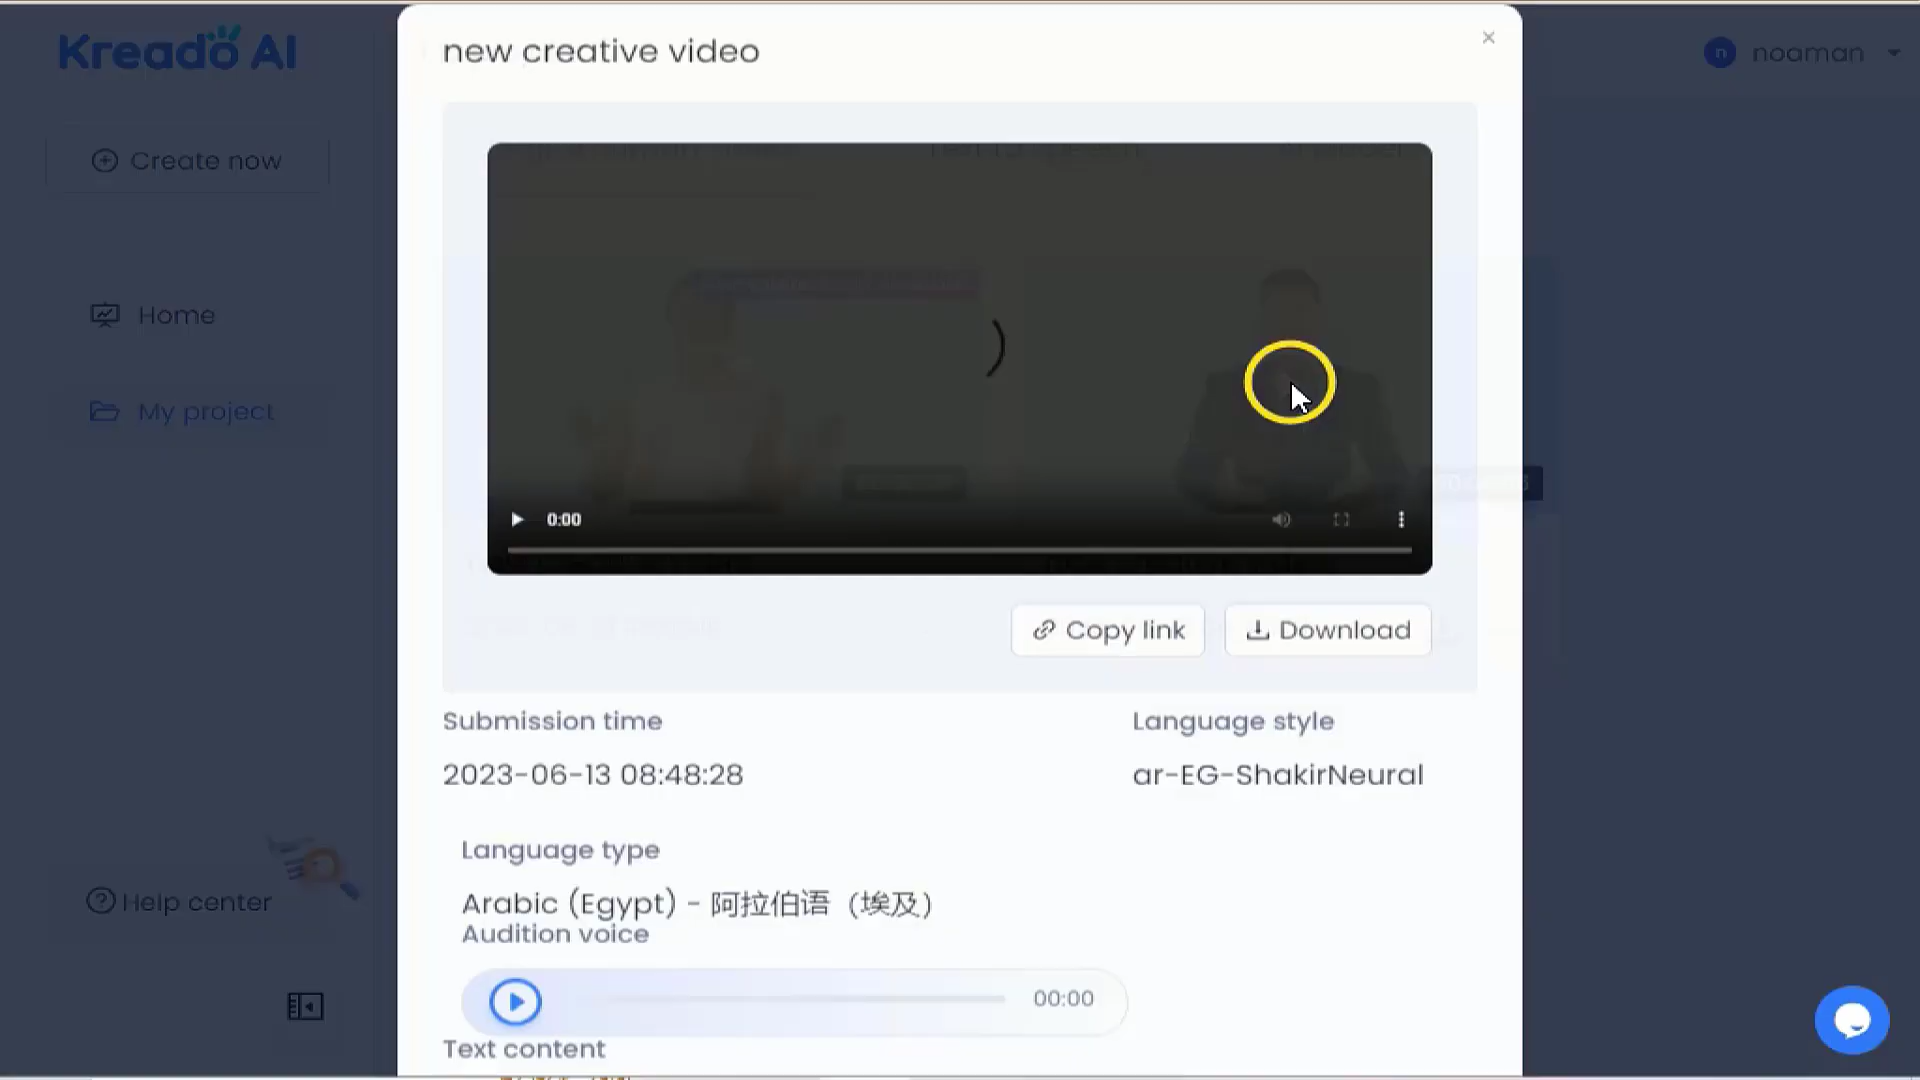 Kreado AI
new creative video
×
n noaman
Create now
Home
My project
0:00
Copy link
Download
Submission time
Language style
2023-06-13 08:48:28
ar-EG-ShakirNeural
Language type
Arabic (Egypt) - 阿拉伯语（埃及）
Audition voice
Help center
00:00
Text content